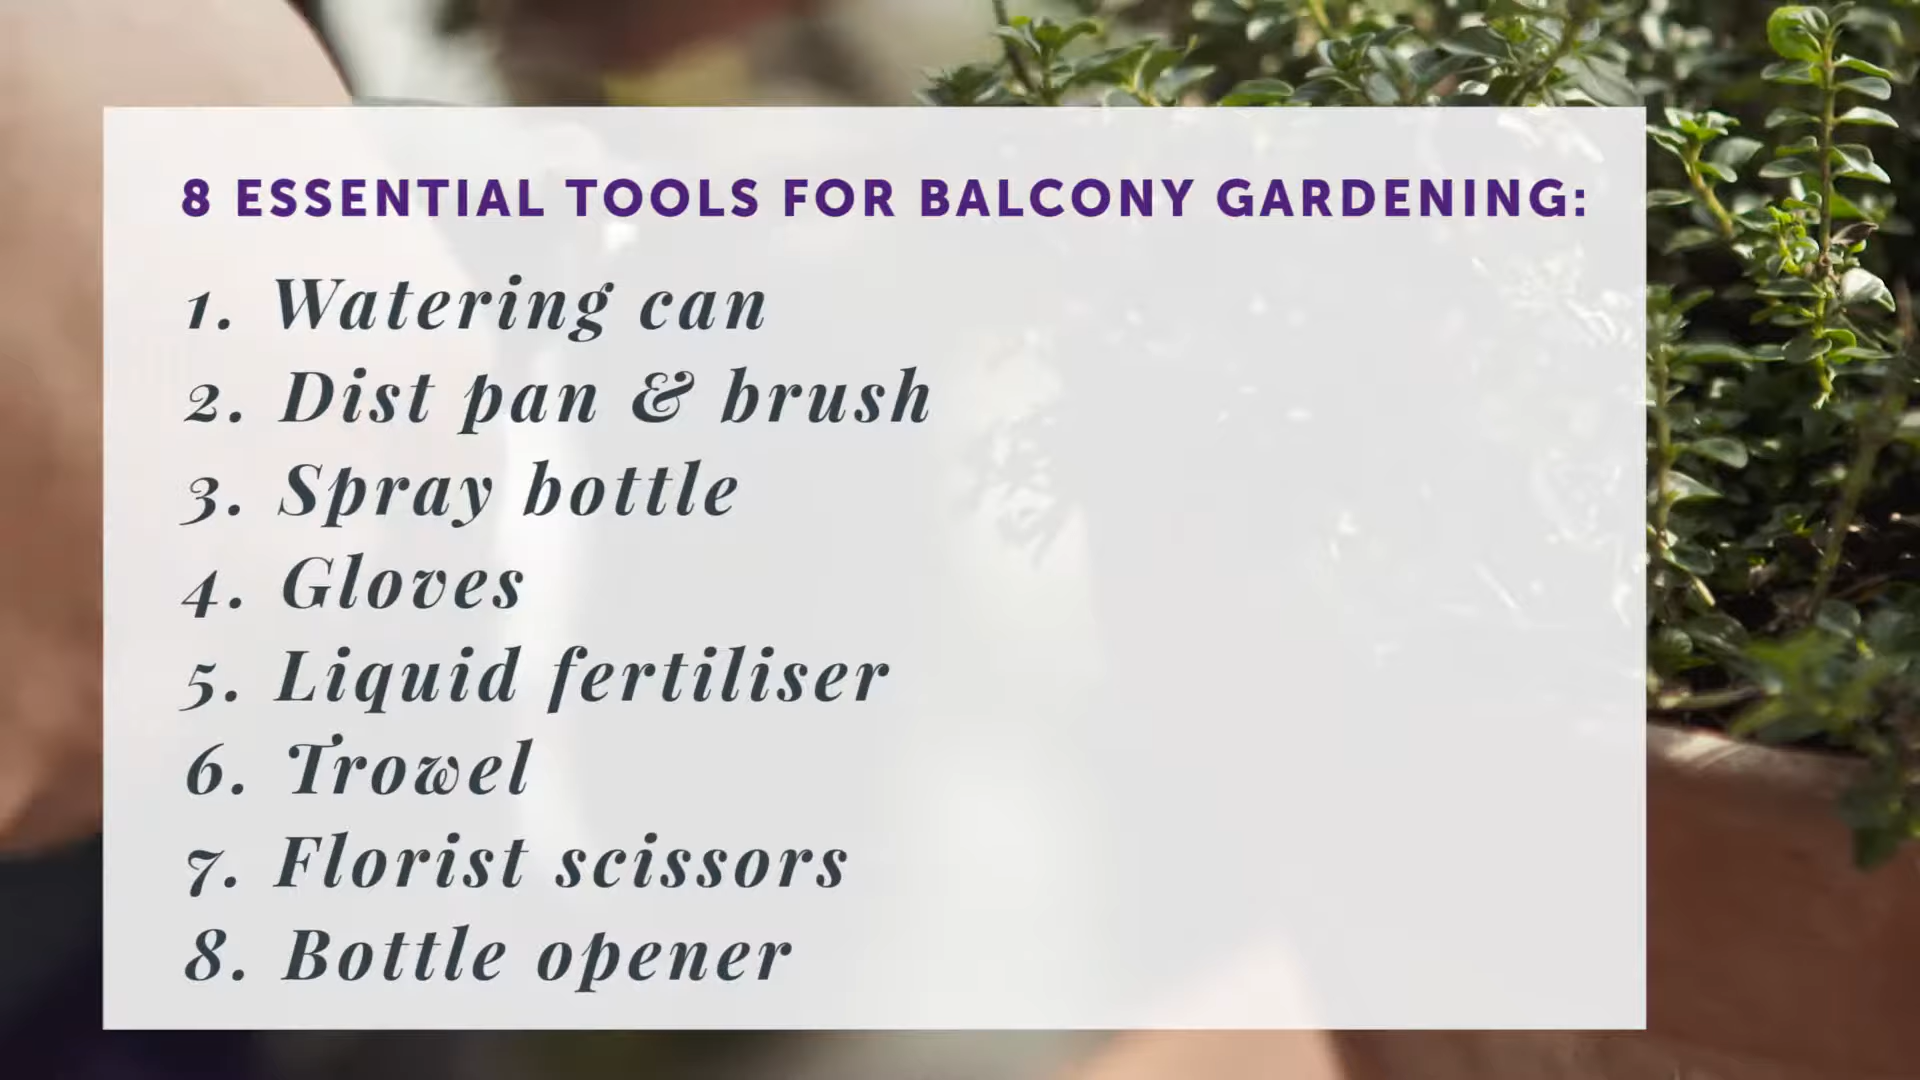 8 ESSENTIAL TOOLS FOR BALCONY GARDENING:
1. Watering can
2. Dist pan & brush
3. Spray bottle
4. Gloves
5. Liquid fertiliser
6. Trowel
7. Florist scissors
8. Bottle opener